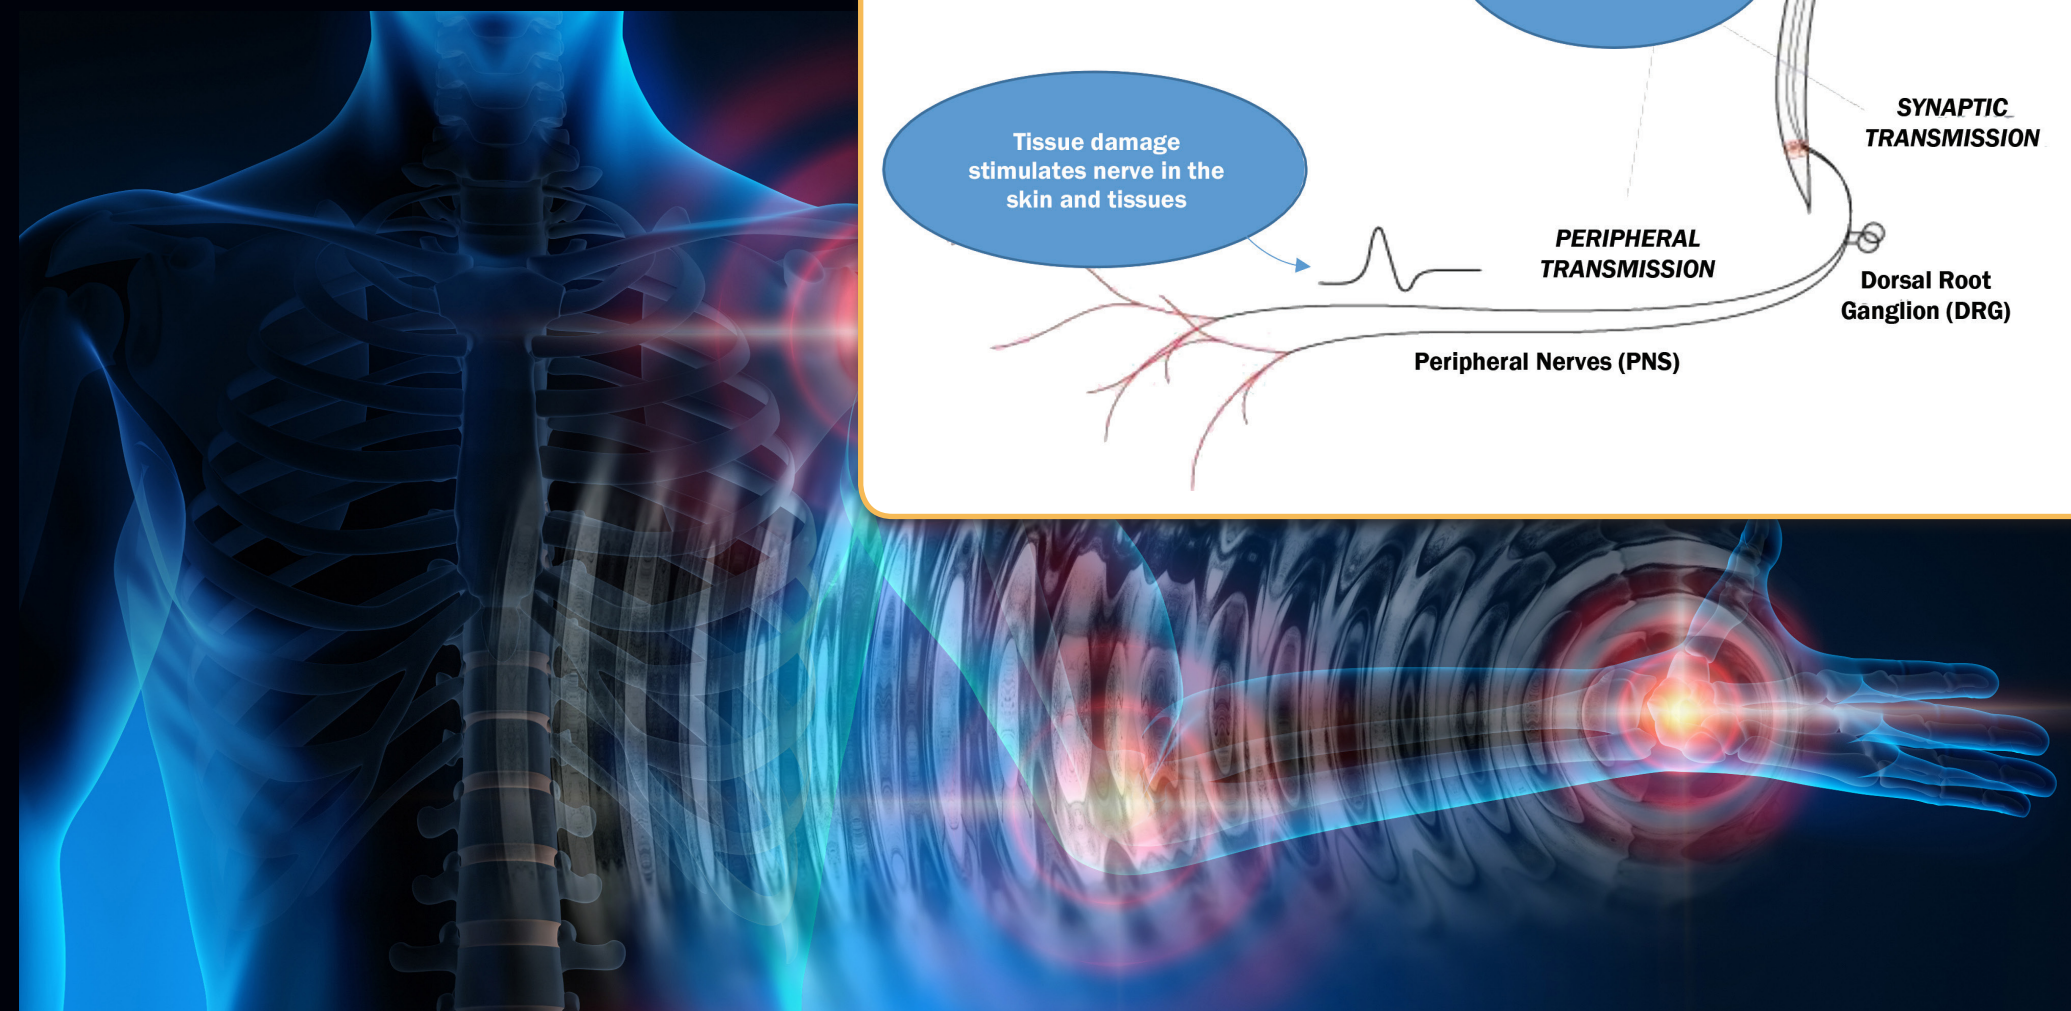 Tissue damage
stimulates nerve in the
skin and tissues
SYNAPTIC
TRANSMISSION
PERIPHERAL
TRANSMISSION
Dorsal Root
Ganglion (DRG)
Peripheral Nerves (PNS)